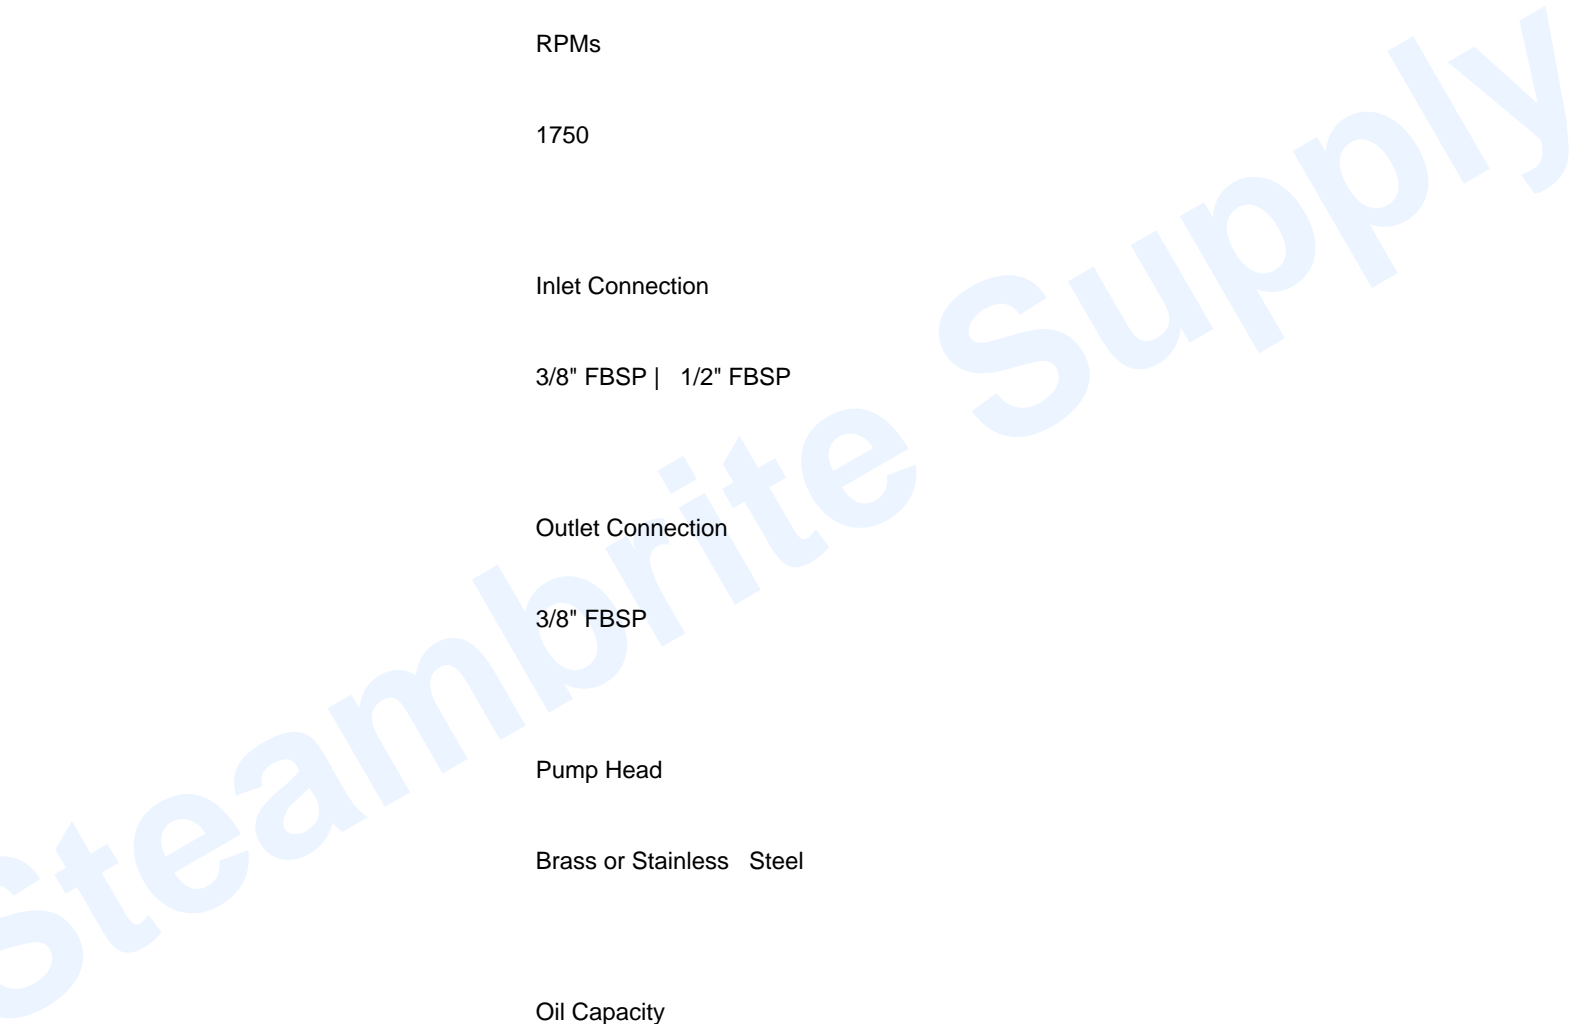 RPMs
1750
Inlet Connection
3/8" FBSP |   1/2" FBSP
Outlet Connection
3/8" FBSP
Pump Head
Brass or Stainless   Steel
Oil Capacity
Steambrite Supply